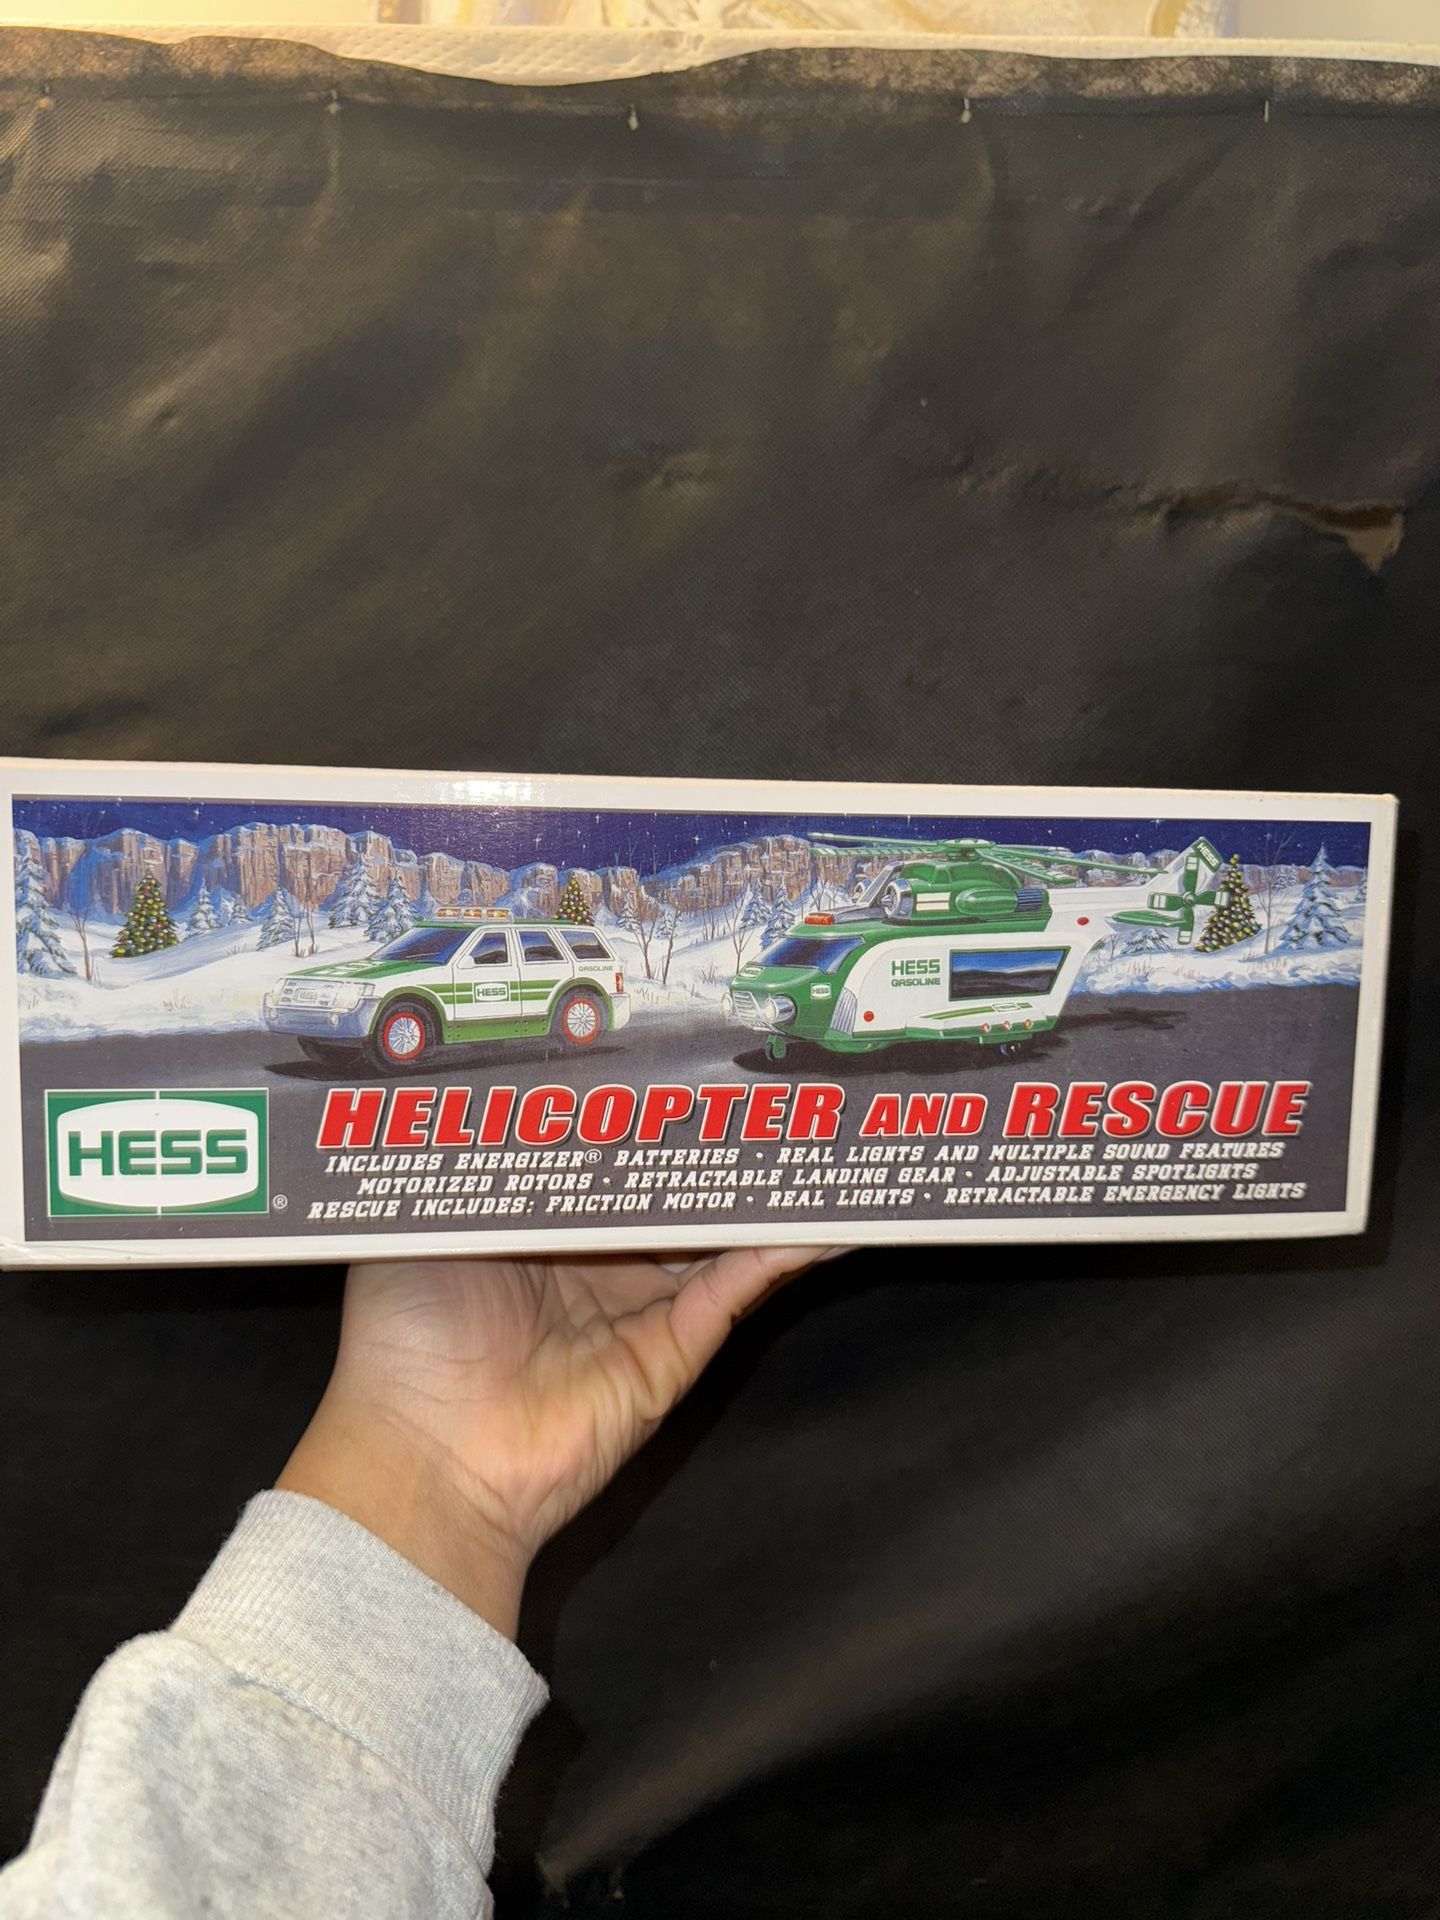 HESS
GASOLINE
HESS
HESS
GASOLINE
HESS
HESS
HESS®
HELICOPTER AND RESCUE
INCLUDES ENERGIZER® BATTERIES • REAL LIGHTS AND MULTIPLE SOUND FEATURES
MOTORIZED ROTORS • RETRACTABLE LANDING GEAR • ADJUSTABLE SPOTLIGHTS
RESCUE INCLUDES: FRICTION MOTOR • REAL LIGHTS • RETRACTABLE EMERGENCY LIGHTS